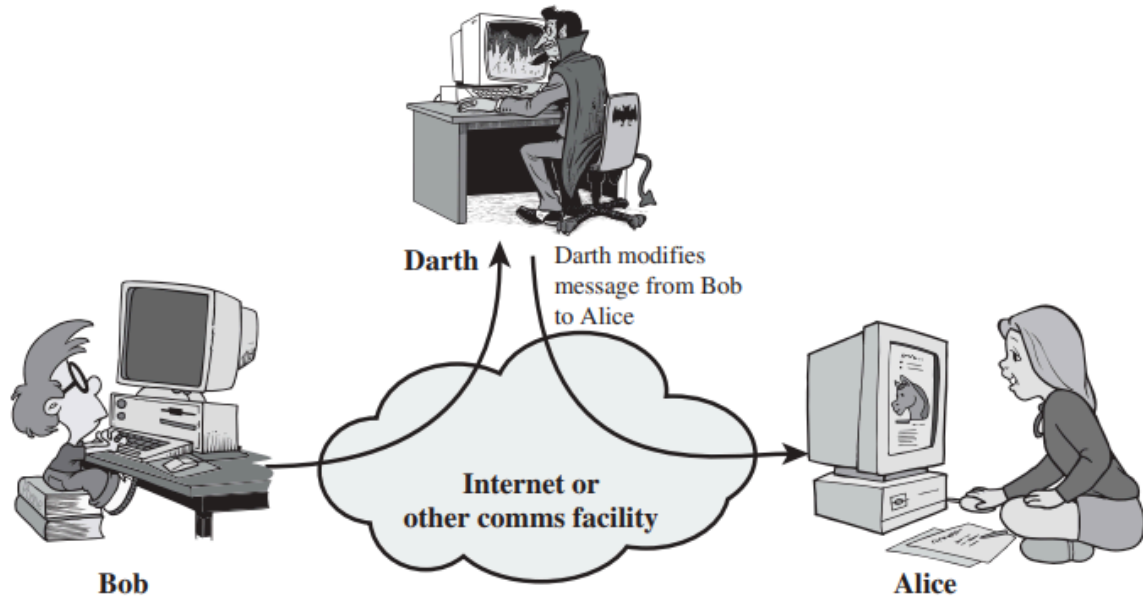 Darth
Darth modifies
message from Bob
to Alice
Internet or
other comms facility
Bob
Alice